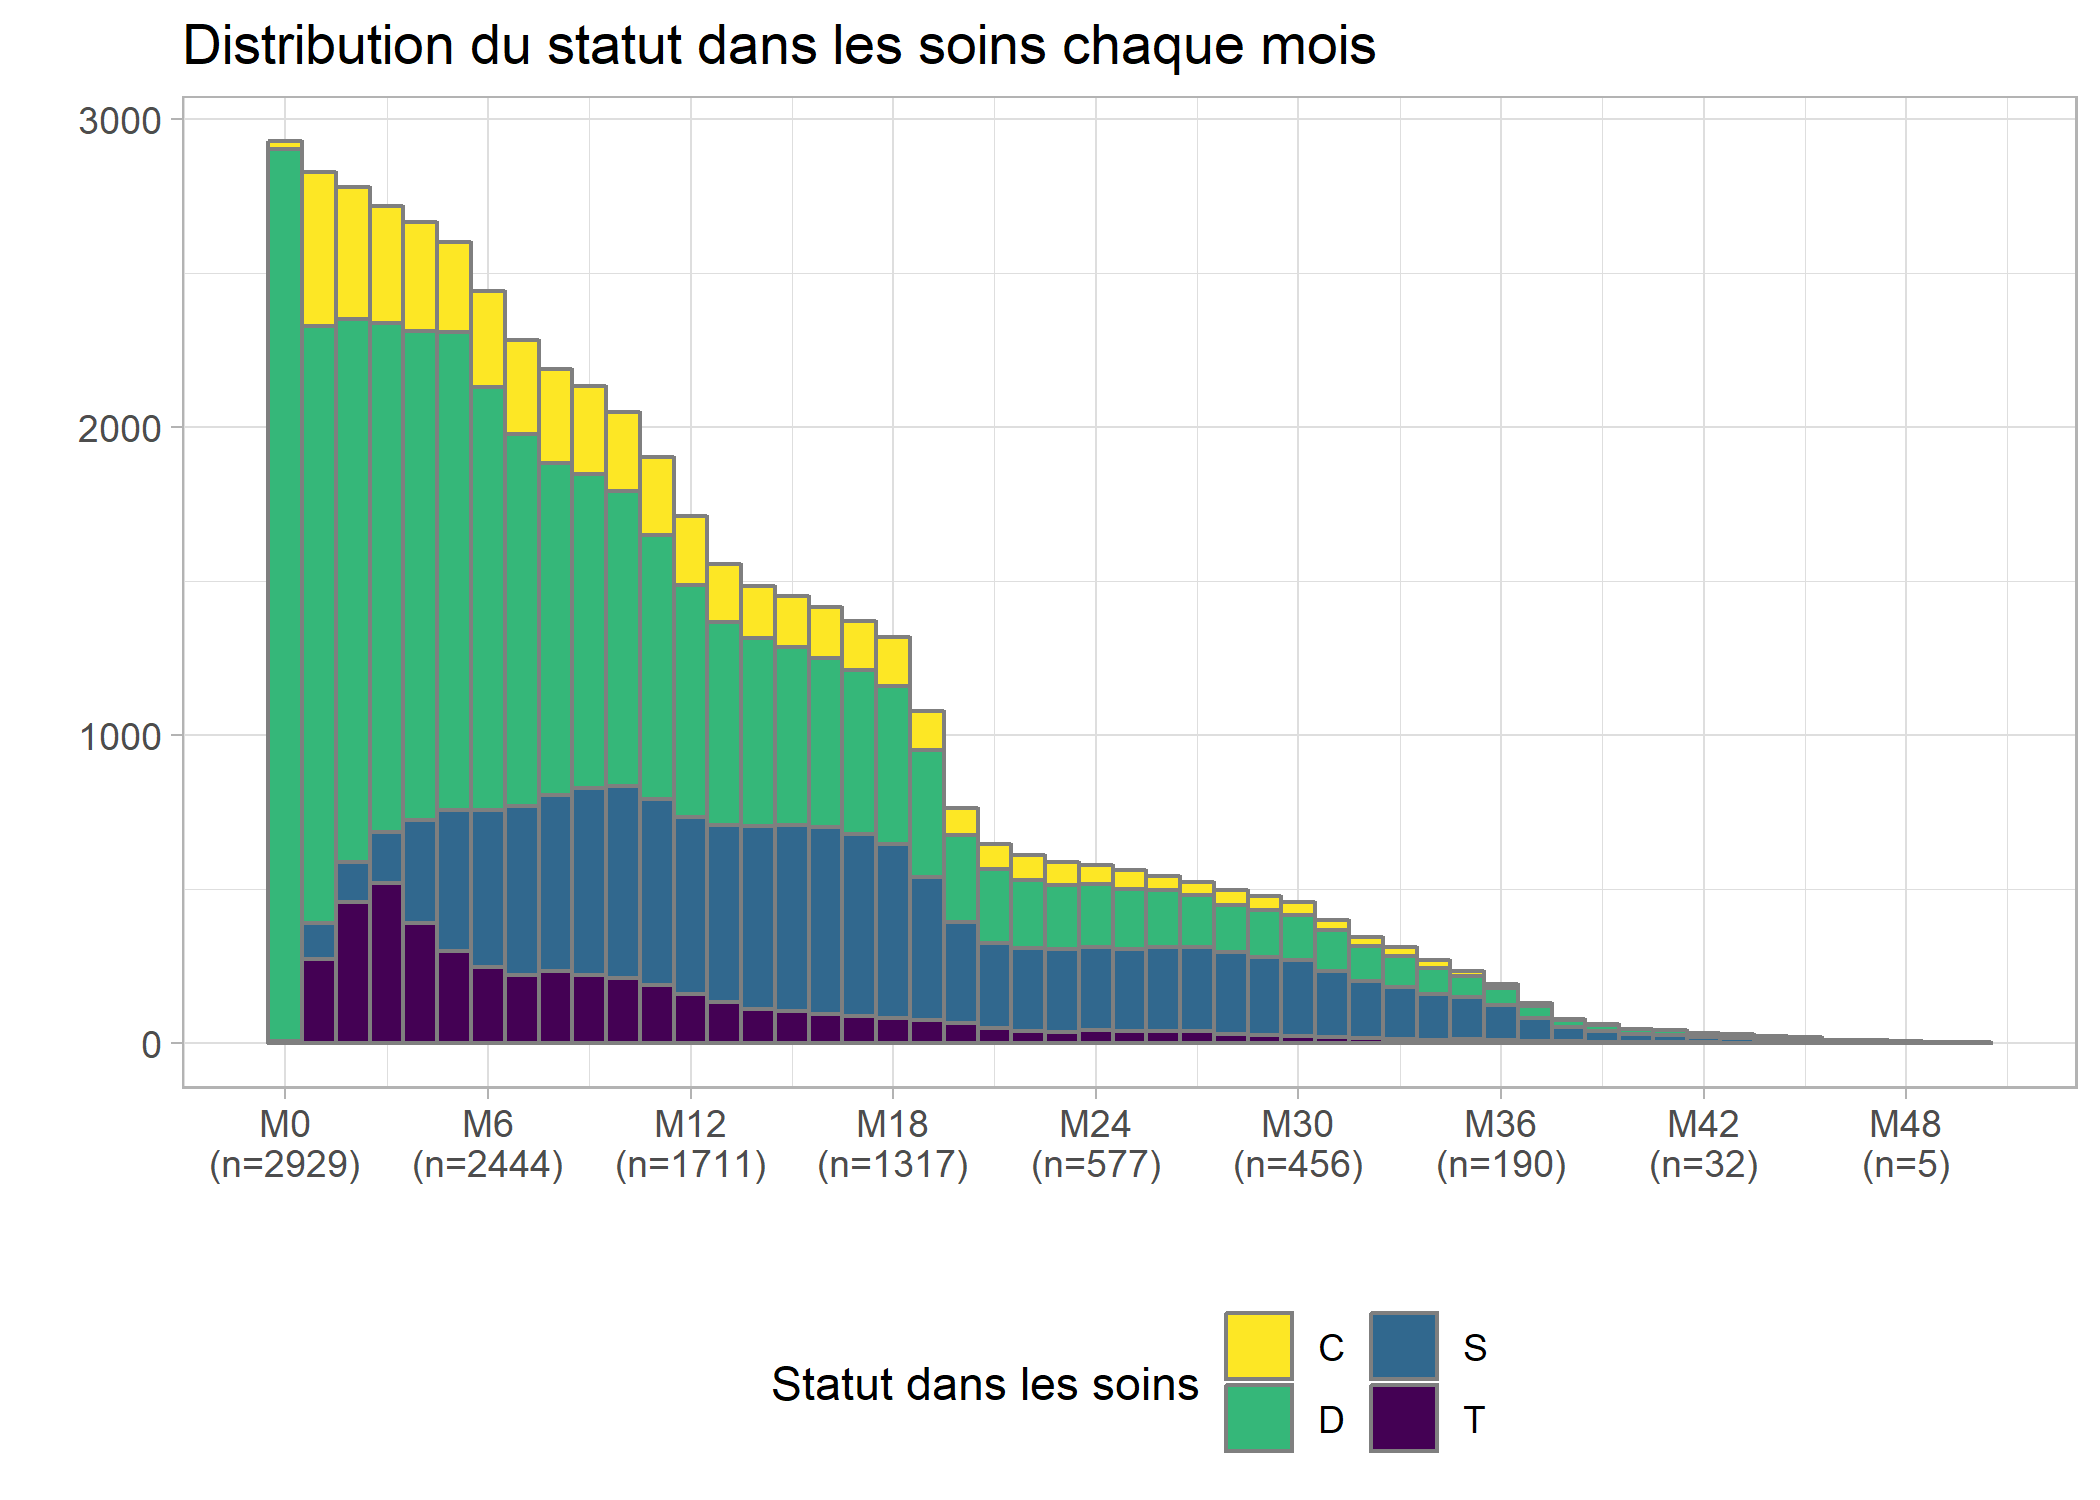 Distribution du statut dans les soins chaque mois
3000
2000
1000
0
M0 M6 M12 M18 M24 M30 M36 M42 M48
(n=2929) (n=2444) (n=1711) (n=1317) (n=577) (n=456) (n=190) (n=32) (n=5)
Statut dans les soins
C S
D T